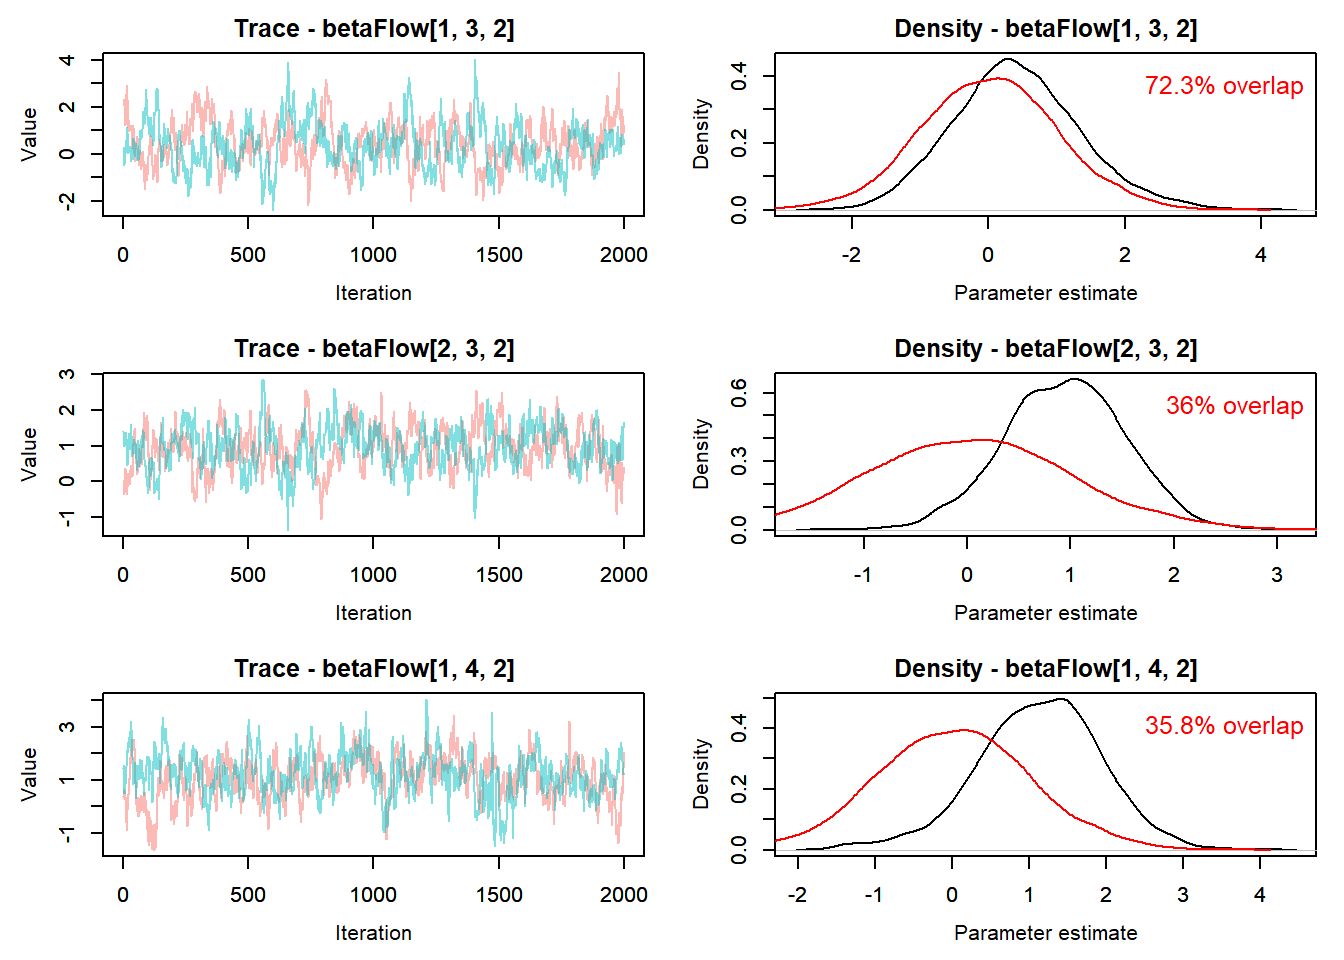 Trace - betaFlow[1, 3, 2]
Value
4
2
0
-2
0 500 1000 1500 2000
Iteration
Density - betaFlow[1, 3, 2]
72.3% overlap
Density
0.4
0.2
0.0
-2 0 2 4
Parameter estimate
Trace - betaFlow[2, 3, 2]
Value
3
2
1
0
-1
0 500 1000 1500 2000
Iteration
Density - betaFlow[2, 3, 2]
36% overlap
Density
0.6
0.3
0.0
-1 0 1 2 3
Parameter estimate
Trace - betaFlow[1, 4, 2]
Value
3
1
-1
0 500 1000 1500 2000
Iteration
Density - betaFlow[1, 4, 2]
35.8% overlap
Density
0.4
0.2
0.0
-2 -1 0 1 2 3 4
Parameter estimate